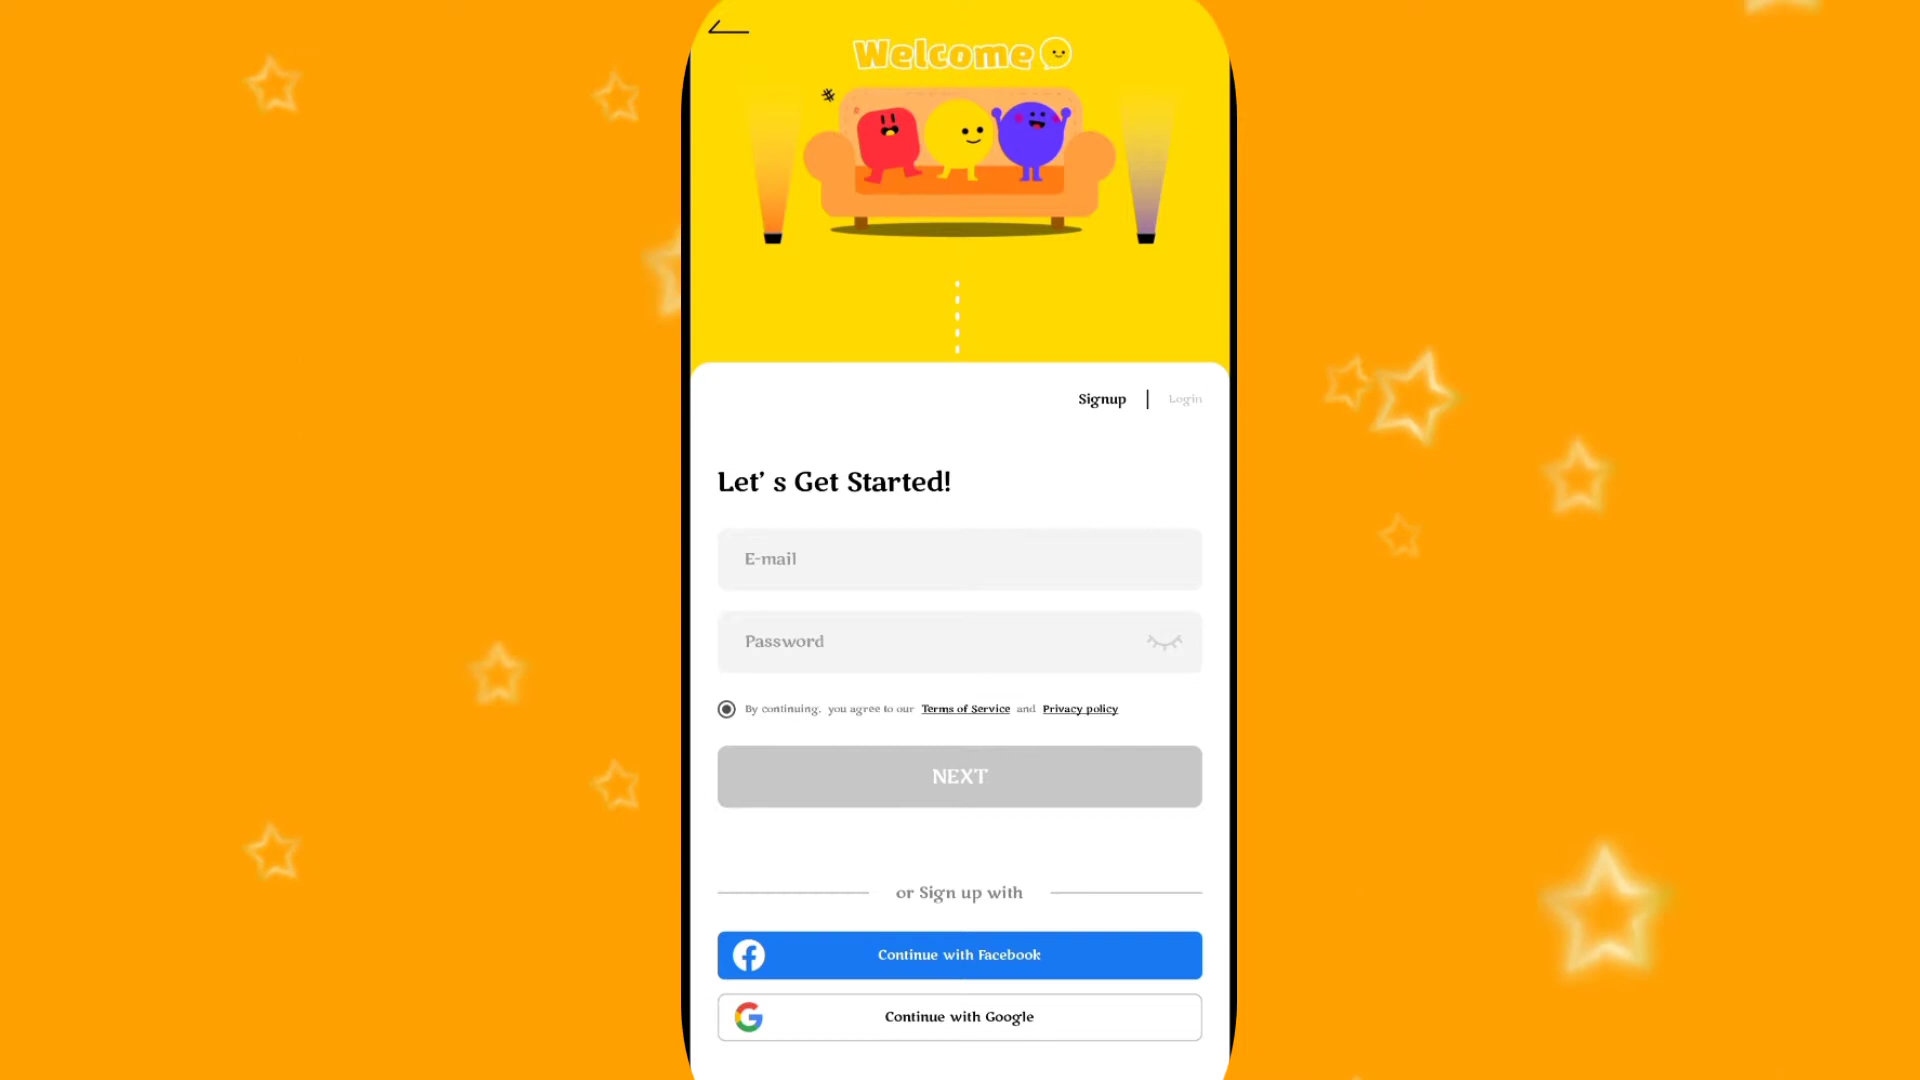 Welcome
Signup | Login
Let’ s Get Started!
E-mail
Password
By continuing, you agree to our Terms of Service and Privacy policy
NEXT
or Sign up with
Continue with Facebook
Continue with Google